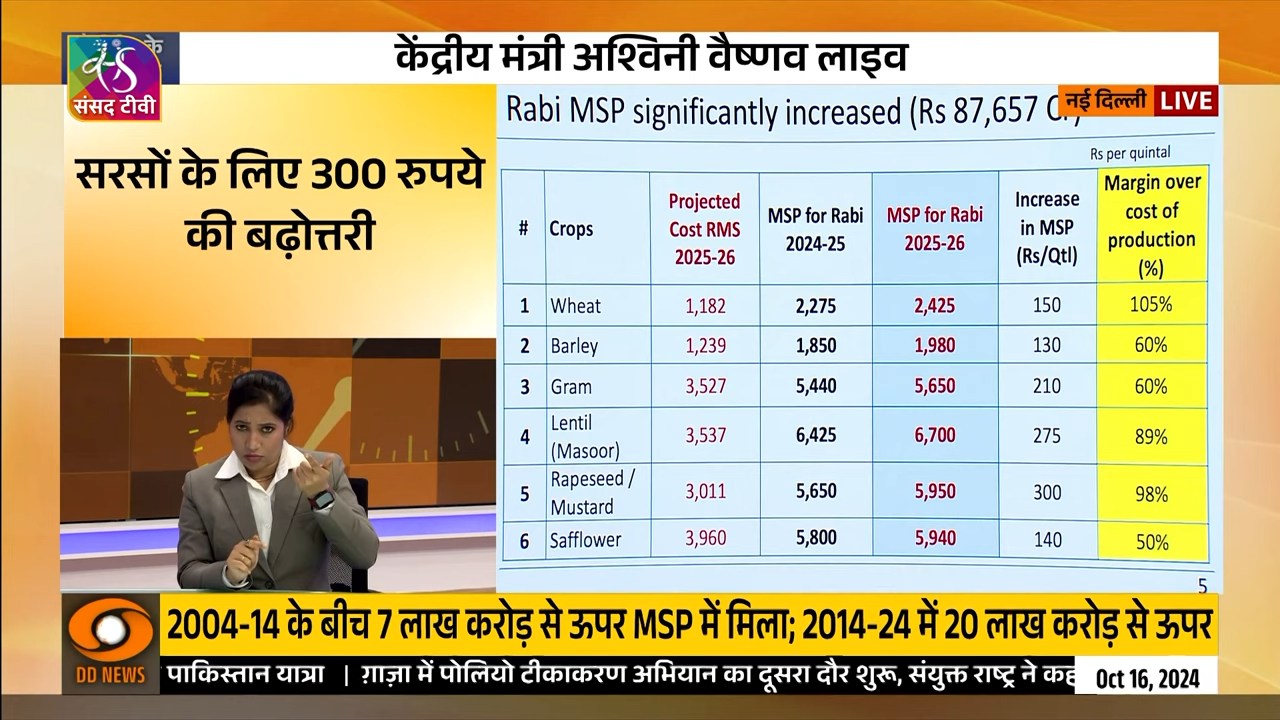 के
संसद टीवी
केंद्रीय मंत्री अश्विनी वैष्णव लाइव
नई दिल्ली LIVE
सरसों के लिए 300 रुपये
की बढ़ोत्तरी
Rabi MSP significantly increased (Rs 87,657
Rs per quintal
# Crops Projected Cost RMS 2025-26 MSP for Rabi 2024-25 MSP for Rabi 2025-26 Increase in MSP (Rs/Qtl) Margin over cost of production (%)
1 Wheat 1,182 2,275 2,425 150 105%
2 Barley 1,239 1,850 1,980 130 60%
3 Gram 3,527 5,440 5,650 210 60%
4 Lentil (Masoor) 3,537 6,425 6,700 275 89%
5 Rapeseed / Mustard 3,011 5,650 5,950 300 98%
6 Safflower 3,960 5,800 5,940 140 50%
5
2004-14 के बीच 7 लाख करोड़ से ऊपर MSP में मिला; 2014-24 में 20 लाख करोड़ से ऊपर
DD NEWS
पाकिस्तान यात्रा | ग़ाज़ा में पोलियो टीकाकरण अभियान का दूसरा दौर शुरू, संयुक्त राष्ट्र ने
Oct 16, 2024